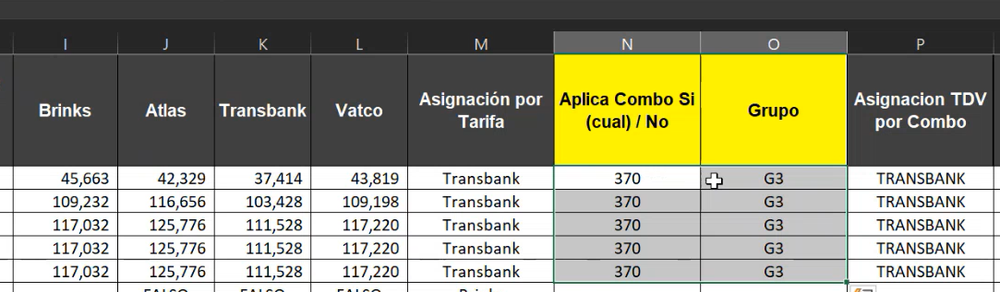 I J K L M N O P
Brinks Atlas Transbank Vatco Asignación por Tarifa Aplica Combo Si (cual) / No Grupo Asignacion TDV por Combo
45,663 42,329 37,414 43,819 Transbank 370 G3 TRANSBANK
109,232 116,656 103,428 109,198 Transbank 370 G3 TRANSBANK
117,032 125,776 111,528 117,220 Transbank 370 G3 TRANSBANK
117,032 125,776 111,528 117,220 Transbank 370 G3 TRANSBANK
117,032 125,776 111,528 117,220 Transbank 370 G3 TRANSBANK